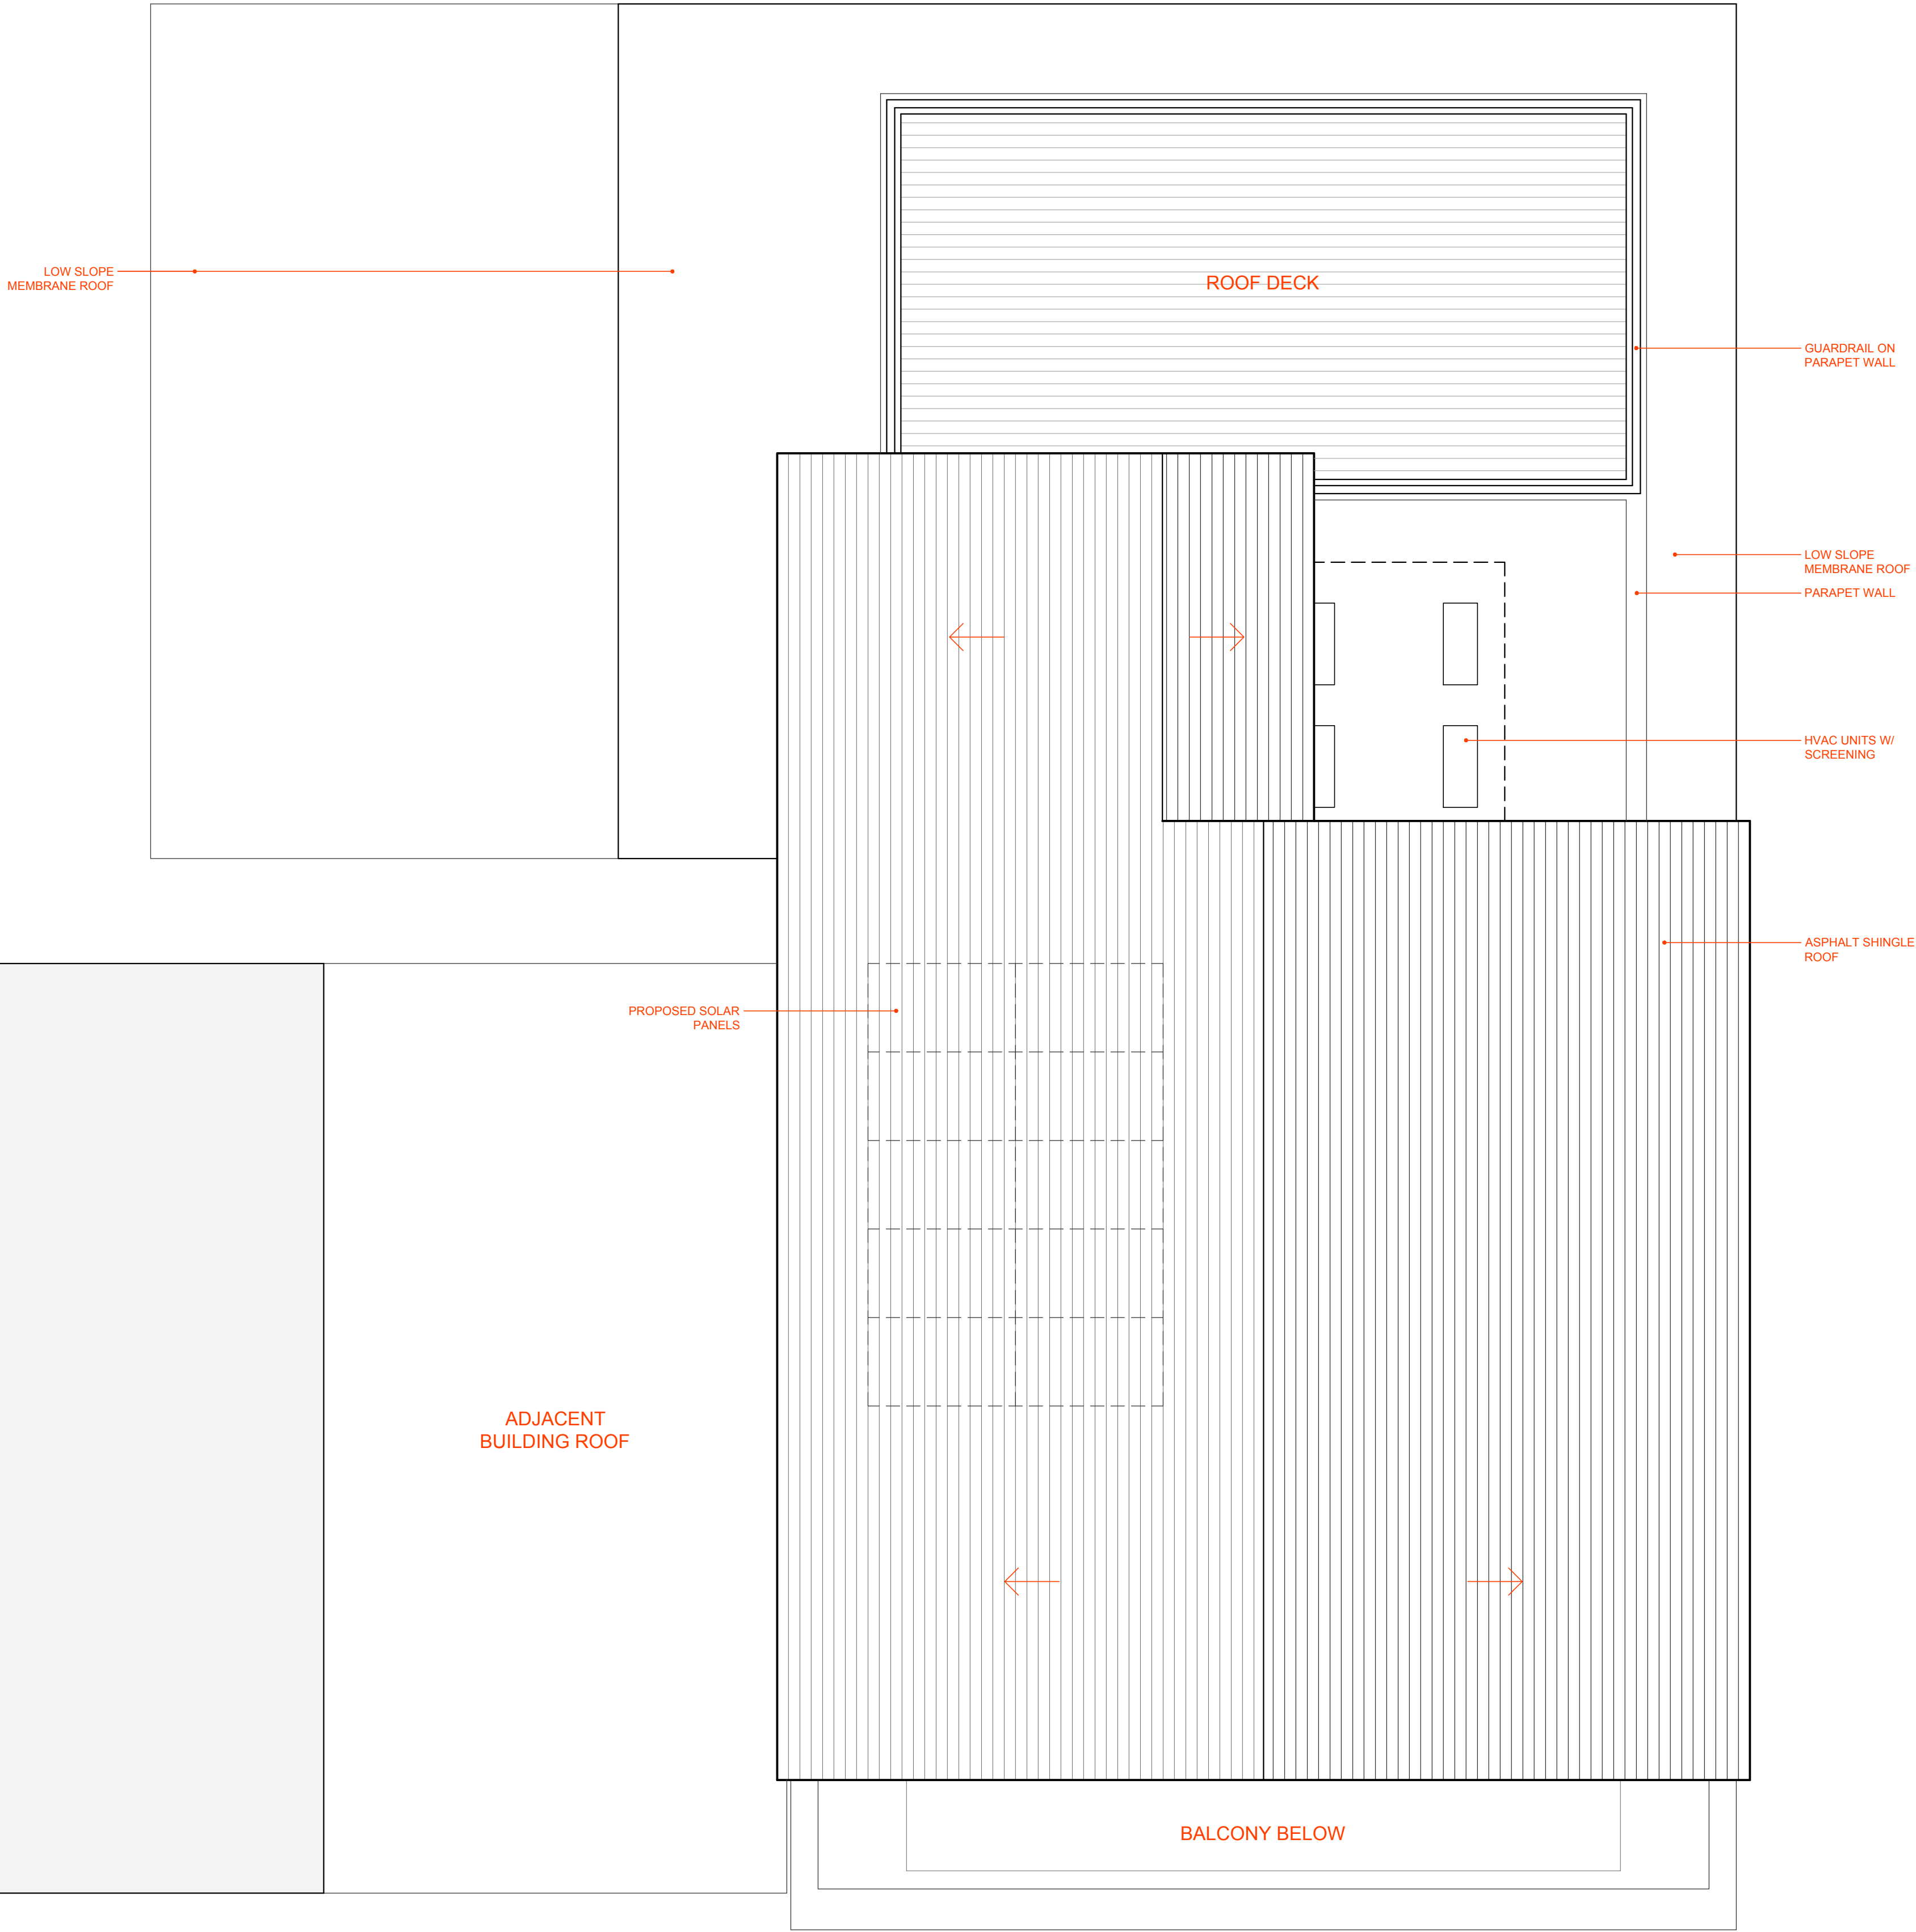 LOW SLOPE
MEMBRANE ROOF
ROOF DECK
GUARDRAIL ON
PARAPET WALL
LOW SLOPE
MEMBRANE ROOF
PARAPET WALL
HVAC UNITS W/
SCREENING
ASPHALT SHINGLE
ROOF
PROPOSED SOLAR
PANELS
ADJACENT
BUILDING ROOF
BALCONY BELOW